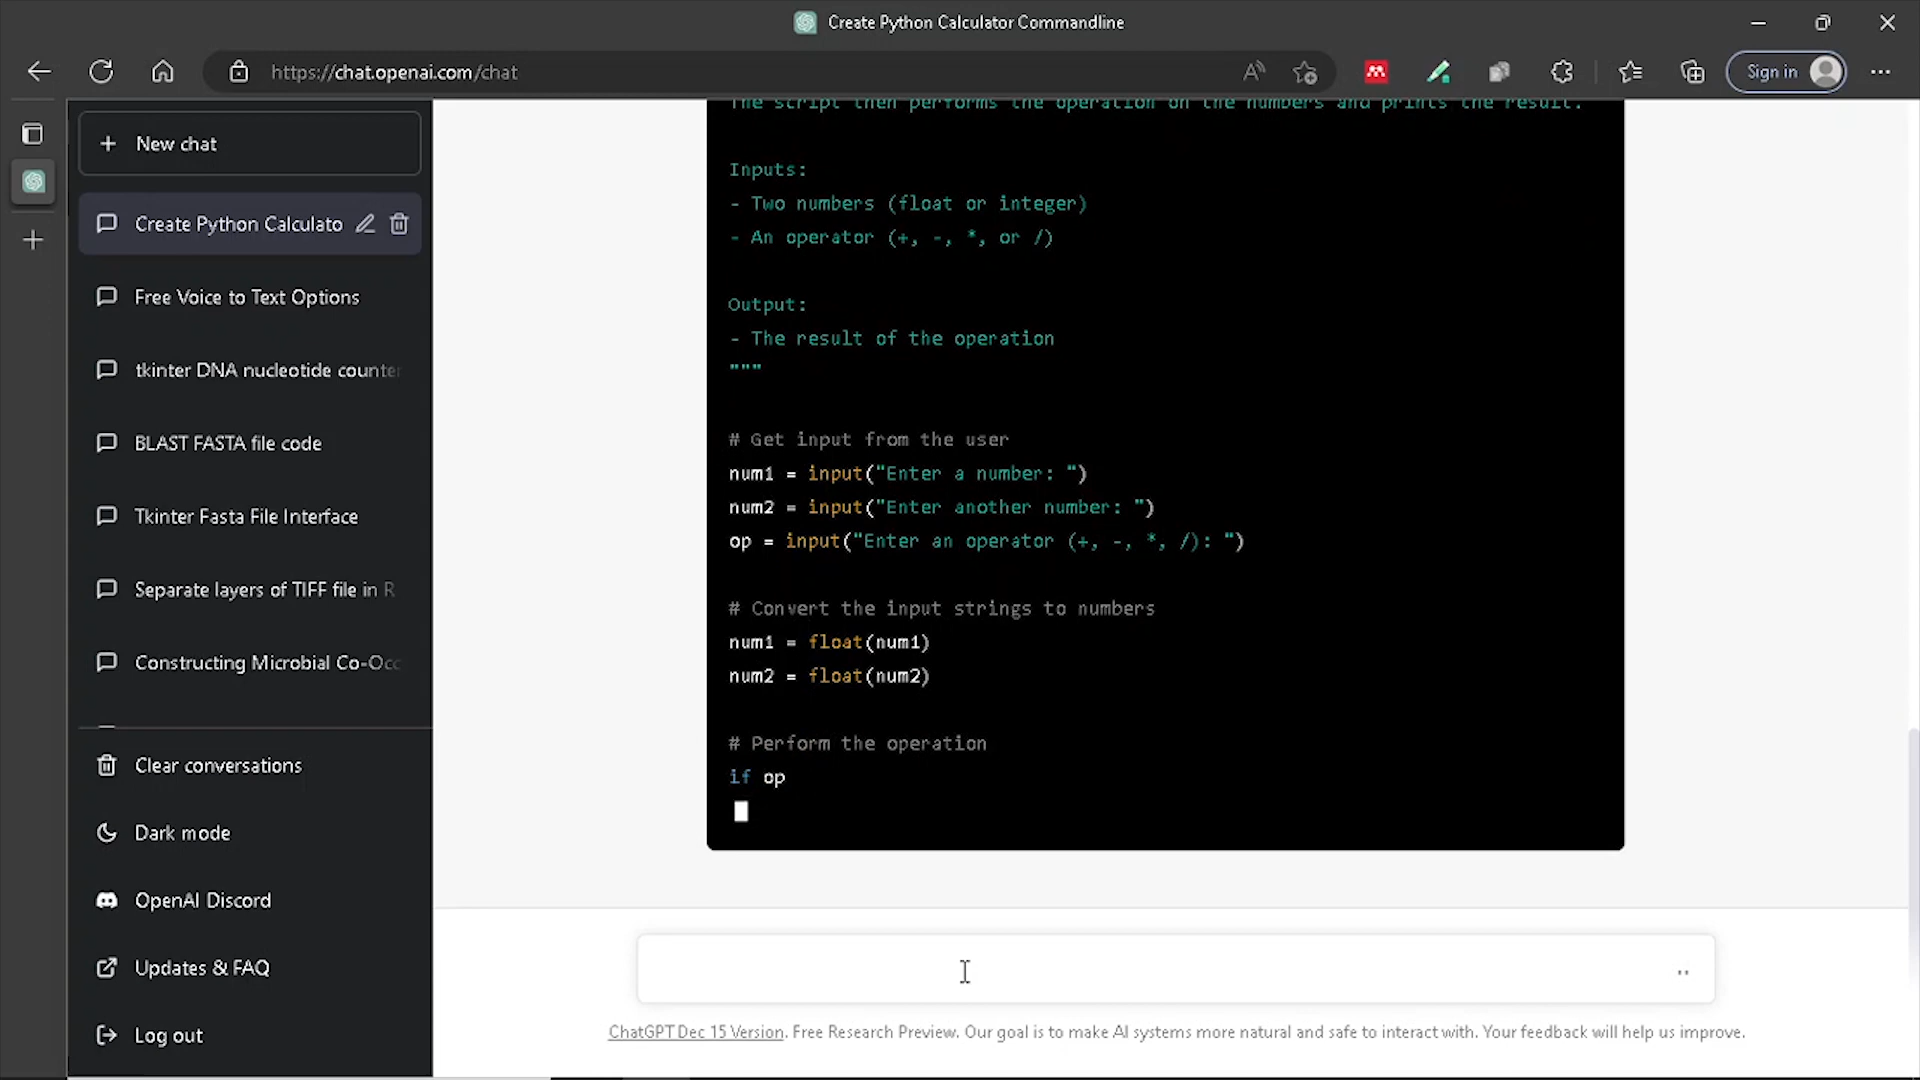 Create Python Calculator Commandline
https://chat.openai.com/chat
Sign in
New chat
Create Python Calculato
Free Voice to Text Options
tkinter DNA nucleotide counter
BLAST FASTA file code
Tkinter Fasta File Interface
Separate layers of TIFF file in R
Constructing Microbial Co-Occ
Clear conversations
Dark mode
OpenAI Discord
Updates & FAQ
Log out
The script then performs the operation on the numbers and prints the result.
Inputs:
- Two numbers (float or integer)
- An operator (+, -, *, or /)
Output:
- The result of the operation
"""
# Get input from the user
num1 = input("Enter a number: ")
num2 = input("Enter another number: ")
op = input("Enter an operator (+, -, *, /): ")
# Convert the input strings to numbers
num1 = float(num1)
num2 = float(num2)
# Perform the operation
if op
ChatGPT Dec 15 Version. Free Research Preview. Our goal is to make AI systems more natural and safe to interact with. Your feedback will help us improve.